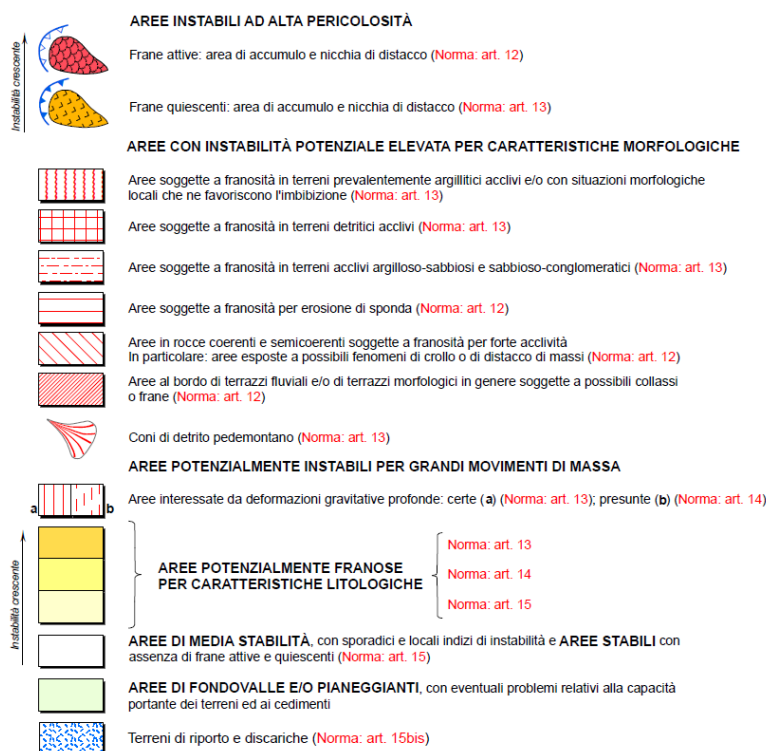 AREE INSTABILI AD ALTA PERICOLOSITÀ
Instabilità crescente
Frane attive: area di accumulo e nicchia di distacco (Norma: art. 12)
Frane quiescenti: area di accumulo e nicchia di distacco (Norma: art. 13)
AREE CON INSTABILITÀ POTENZIALE ELEVATA PER CARATTERISTICHE MORFOLOGICHE
Aree soggette a franosità in terreni prevalentemente argillitici acclivi e/o con situazioni morfologiche
locali che ne favoriscono l'imbibizione (Norma: art. 13)
Aree soggette a franosità in terreni detritici acclivi (Norma: art. 13)
Aree soggette a franosità in terreni acclivi argilloso-sabbiosi e sabbioso-conglomeratici (Norma: art. 13)
Aree soggette a franosità per erosione di sponda (Norma: art. 12)
Aree in rocce coerenti e semicoerenti soggette a franosità per forte acclività
In particolare: aree esposte a possibili fenomeni di crollo o di distacco di massi (Norma: art. 12)
Aree al bordo di terrazzi fluviali e/o di terrazzi morfologici in genere soggette a possibili collassi
o frane (Norma: art. 12)
Coni di detrito pedemontano (Norma: art. 13)
AREE POTENZIALMENTE INSTABILI PER GRANDI MOVIMENTI DI MASSA
a b Aree interessate da deformazioni gravitative profonde: certe (a) (Norma: art. 13); presunte (b) (Norma: art. 14)
Instabilità crescente
AREE POTENZIALMENTE FRANOSE
PER CARATTERISTICHE LITOLOGICHE
Norma: art. 13
Norma: art. 14
Norma: art. 15
AREE DI MEDIA STABILITÀ, con sporadici e locali indizi di instabilità e AREE STABILI con
assenza di frane attive e quiescenti (Norma: art. 15)
AREE DI FONDOVALLE E/O PIANEGGIANTI, con eventuali problemi relativi alla capacità
portante dei terreni ed ai cedimenti
Terreni di riporto e discariche (Norma: art. 15bis)